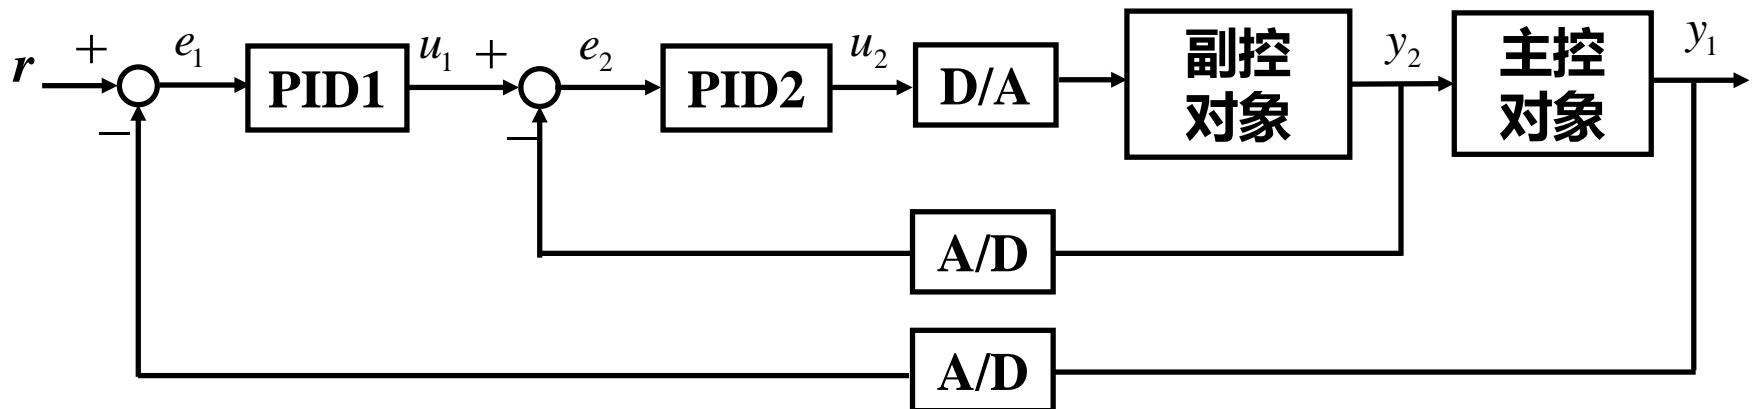 r + − e₁ PID1 u₁ + − e₂ PID2 u₂ D/A 副控 y₂ 主控 y₁
对象 对象
A/D
A/D